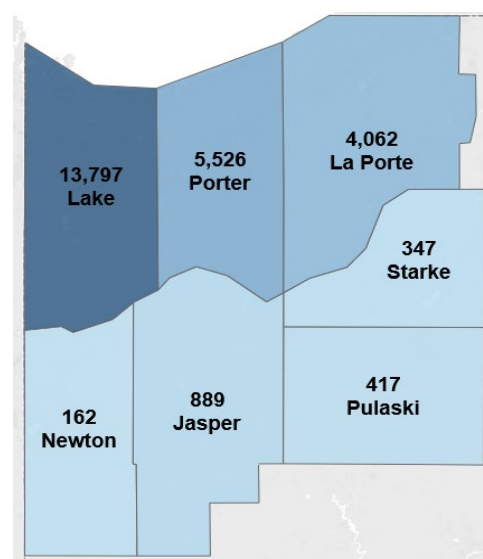 13,797
Lake
5,526
Porter
4,062
La Porte
347
Starke
162
Newton
889
Jasper
417
Pulaski